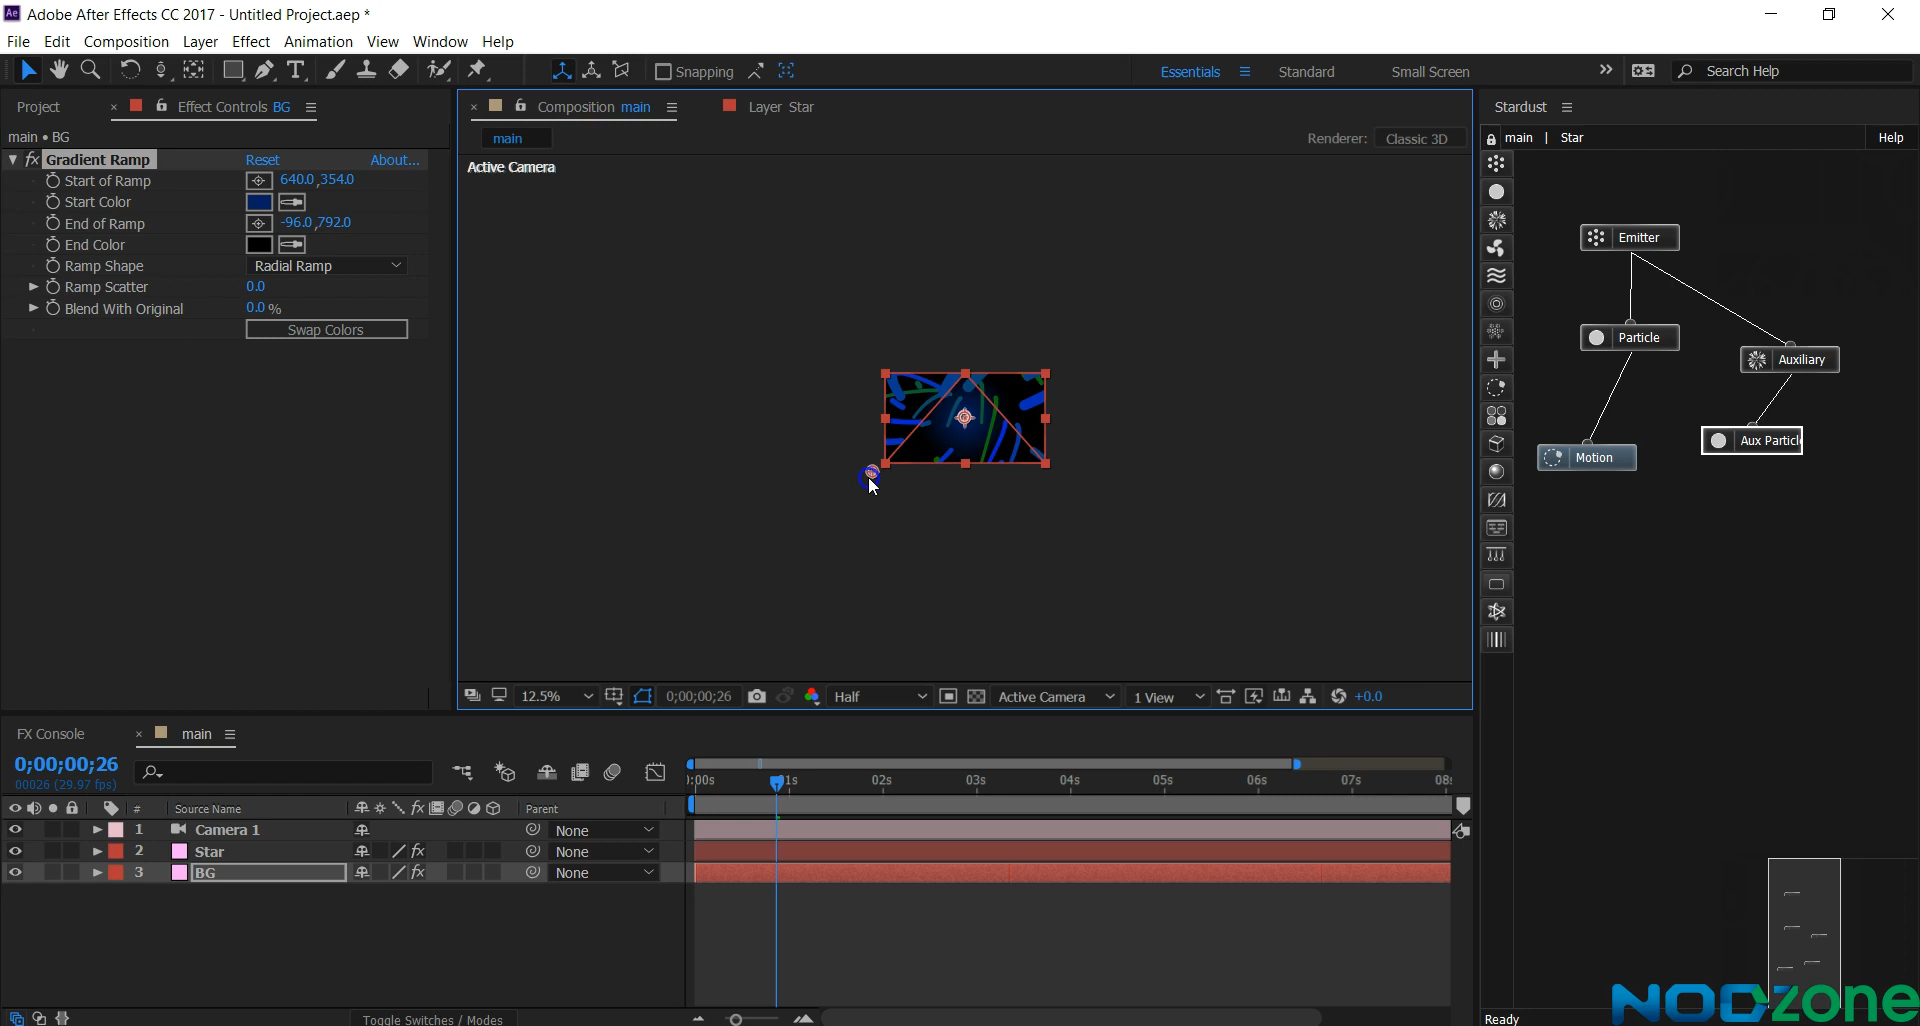 Adobe After Effects CC 2017 - Untitled Project.aep *
File Edit Composition Layer Effect Animation View Window Help
Snapping Essentials Standard Small Screen Search Help
Project Effect Controls BG Composition main Layer Star Stardust
main • BG main Renderer: Classic 3D main | Star Help
fx Gradient Ramp Reset About... Active Camera
Start of Ramp 640.0,354.0
Start Color
End of Ramp -96.0,792.0
End Color
Ramp Shape Radial Ramp
Ramp Scatter 0.0
Blend With Original 0.0 %
Swap Colors
Emitter
Particle
Auxiliary
Aux Particl
Motion
12.5% 0;00;00;26 Half Active Camera 1 View +0.0
FX Console main
0;00;00;26
00026 (29.97 fps)
):00s 01s 02s 03s 04s 05s 06s 07s 08s
# Source Name fx Parent
1 Camera 1 None
2 Star fx None
3 BG fx None
Toggle Switches / Modes
Ready
NODzone